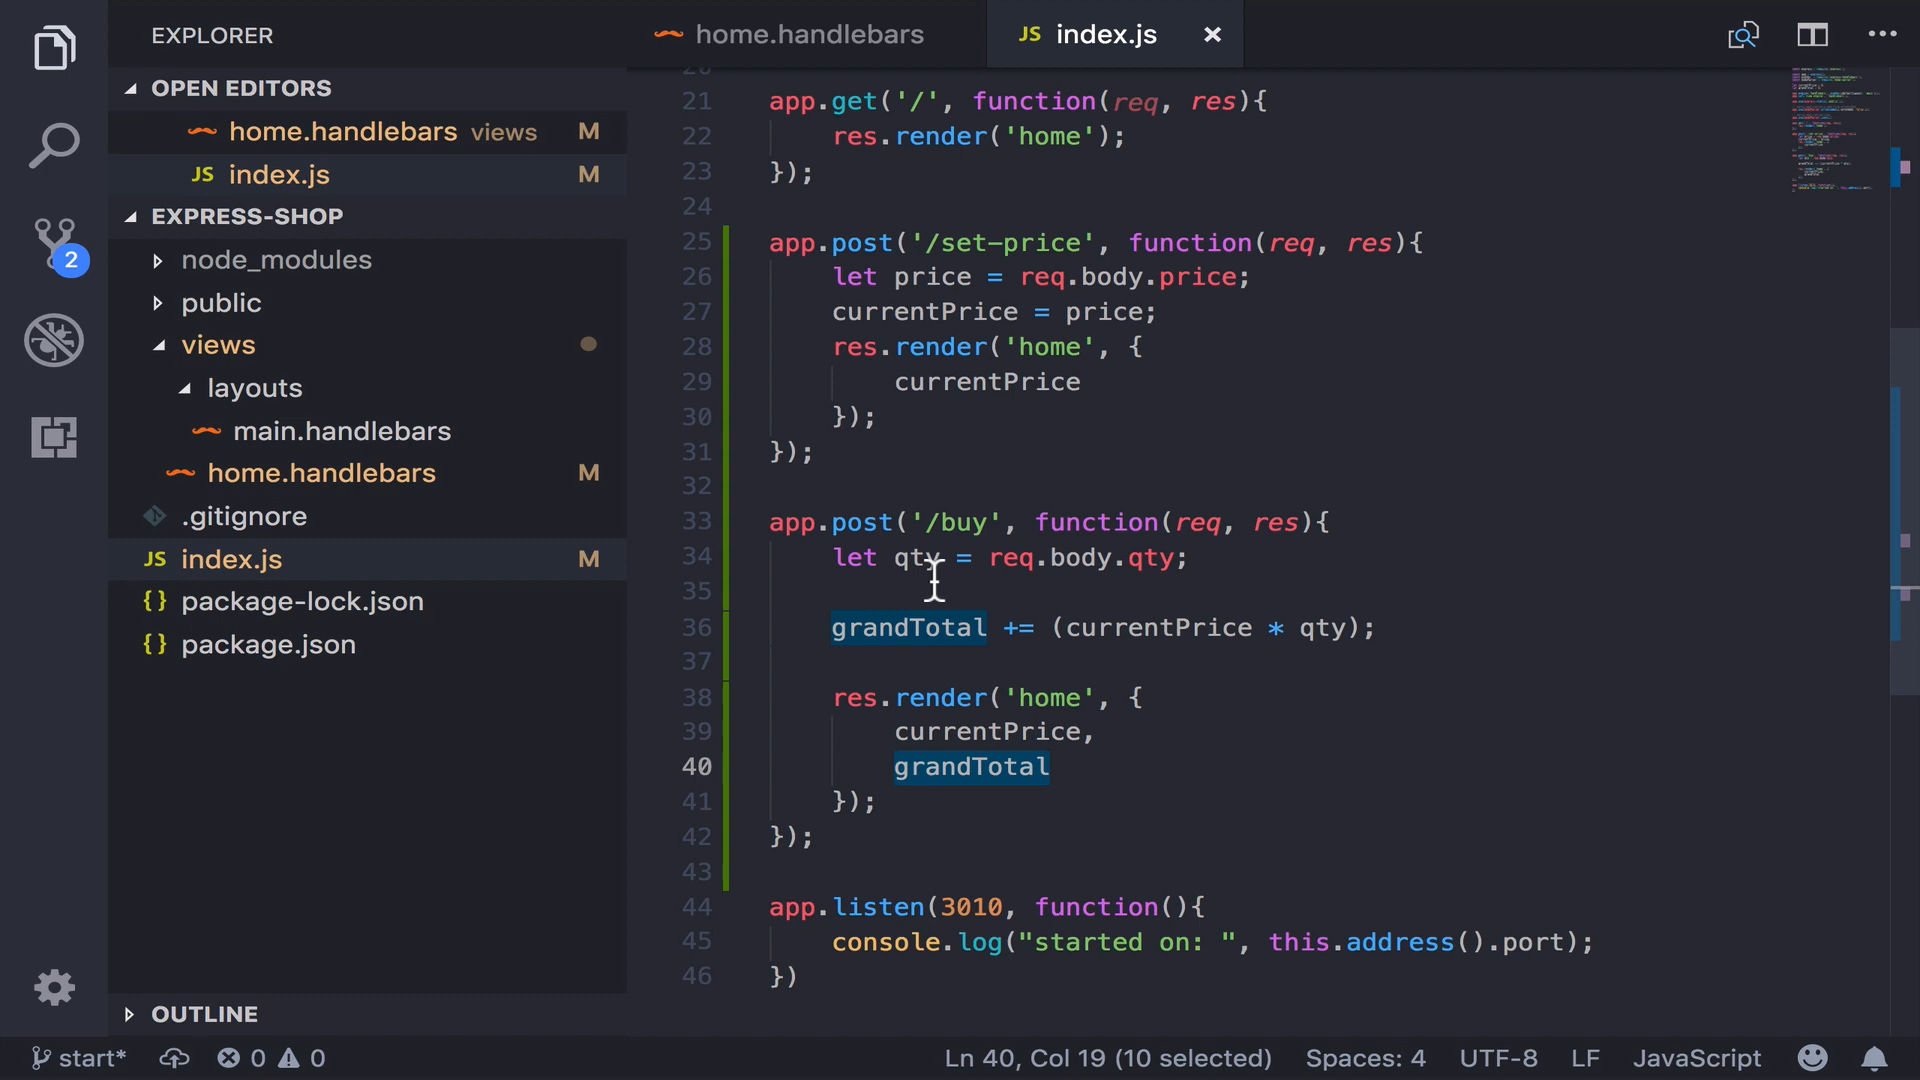 EXPLORER
OPEN EDITORS
home.handlebars views M
JS index.js M
EXPRESS-SHOP
node_modules
public
views
layouts
main.handlebars
home.handlebars M
.gitignore
JS index.js M
{} package-lock.json
{} package.json
OUTLINE
2
home.handlebars
JS index.js ×
20
21 app.get('/', function(req, res){
22 res.render('home');
23 });
24
25 app.post('/set-price', function(req, res){
26 let price = req.body.price;
27 currentPrice = price;
28 res.render('home', {
29 currentPrice
30 });
31 });
32
33 app.post('/buy', function(req, res){
34 let qty = req.body.qty;
35
36 grandTotal += (currentPrice * qty);
37
38 res.render('home', {
39 currentPrice,
40 grandTotal
41 });
42 });
43
44 app.listen(3010, function(){
45 console.log("started on: ", this.address().port);
46 })
start* 0 0
Ln 40, Col 19 (10 selected) Spaces: 4 UTF-8 LF JavaScript